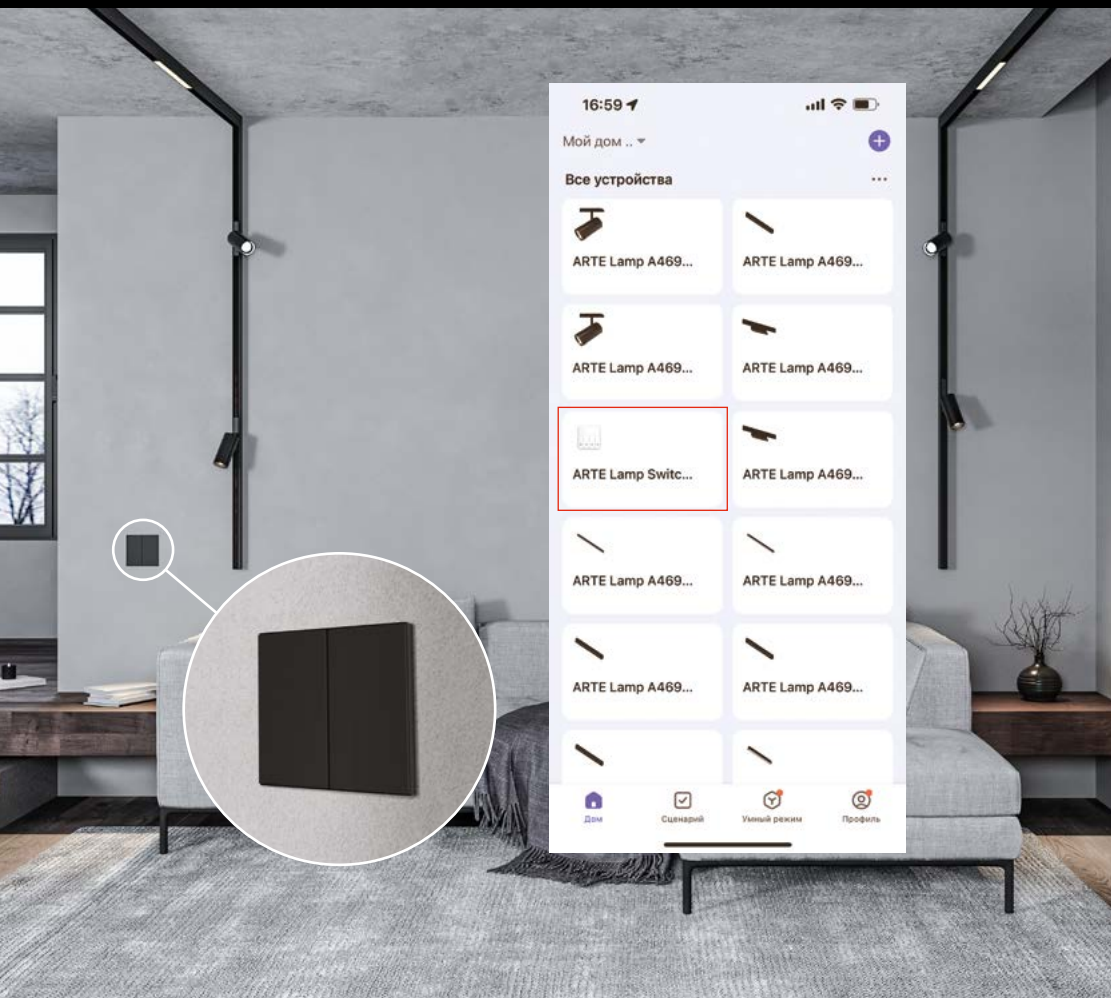 16:59
Мой дом ..
Все устройства
ARTE Lamp A469...
ARTE Lamp A469...
ARTE Lamp A469...
ARTE Lamp A469...
ARTE Lamp Switc...
ARTE Lamp A469...
ARTE Lamp A469...
ARTE Lamp A469...
ARTE Lamp A469...
ARTE Lamp A469...
Дом
Сценарий
Умный режим
Профиль